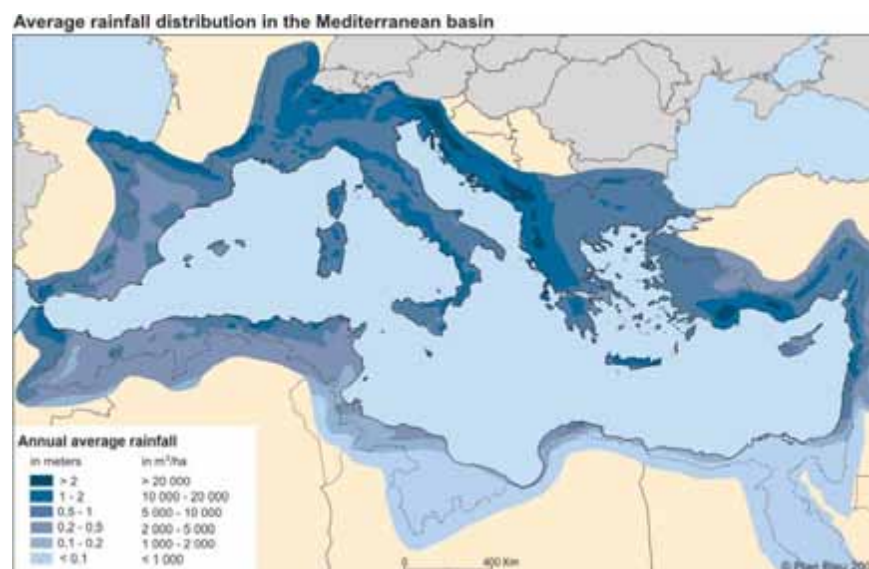 Average rainfall distribution in the Mediterranean basin
Annual average rainfall
in meters in m³/ha
> 2 > 20 000
1 - 2 10 000 - 20 000
0.5 - 1 5 000 - 10 000
0.2 - 0.5 2 000 - 5 000
0.1 - 0.2 1 000 - 2 000
< 0.1 < 1 000
0 400 Km
© Plan Bleu